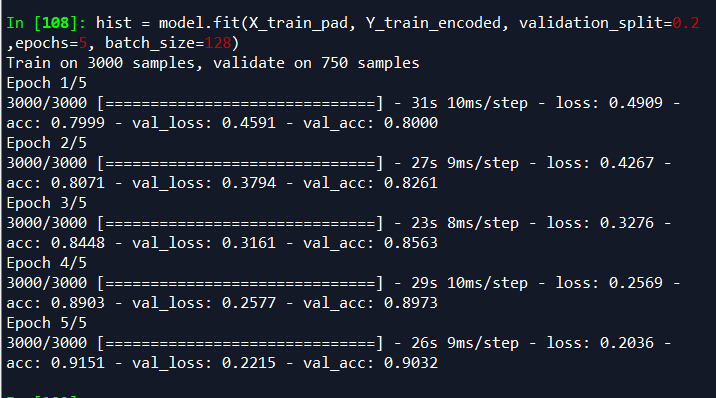 In [108]: hist = model.fit(X_train_pad, Y_train_encoded, validation_split=0.2
,epochs=5, batch_size=128)
Train on 3000 samples, validate on 750 samples
Epoch 1/5
3000/3000 [==============================] - 31s 10ms/step - loss: 0.4909 -
acc: 0.7999 - val_loss: 0.4591 - val_acc: 0.8000
Epoch 2/5
3000/3000 [==============================] - 27s 9ms/step - loss: 0.4267 -
acc: 0.8071 - val_loss: 0.3794 - val_acc: 0.8261
Epoch 3/5
3000/3000 [==============================] - 23s 8ms/step - loss: 0.3276 -
acc: 0.8448 - val_loss: 0.3161 - val_acc: 0.8563
Epoch 4/5
3000/3000 [==============================] - 29s 10ms/step - loss: 0.2569 -
acc: 0.8903 - val_loss: 0.2577 - val_acc: 0.8973
Epoch 5/5
3000/3000 [==============================] - 26s 9ms/step - loss: 0.2036 -
acc: 0.9151 - val_loss: 0.2215 - val_acc: 0.9032